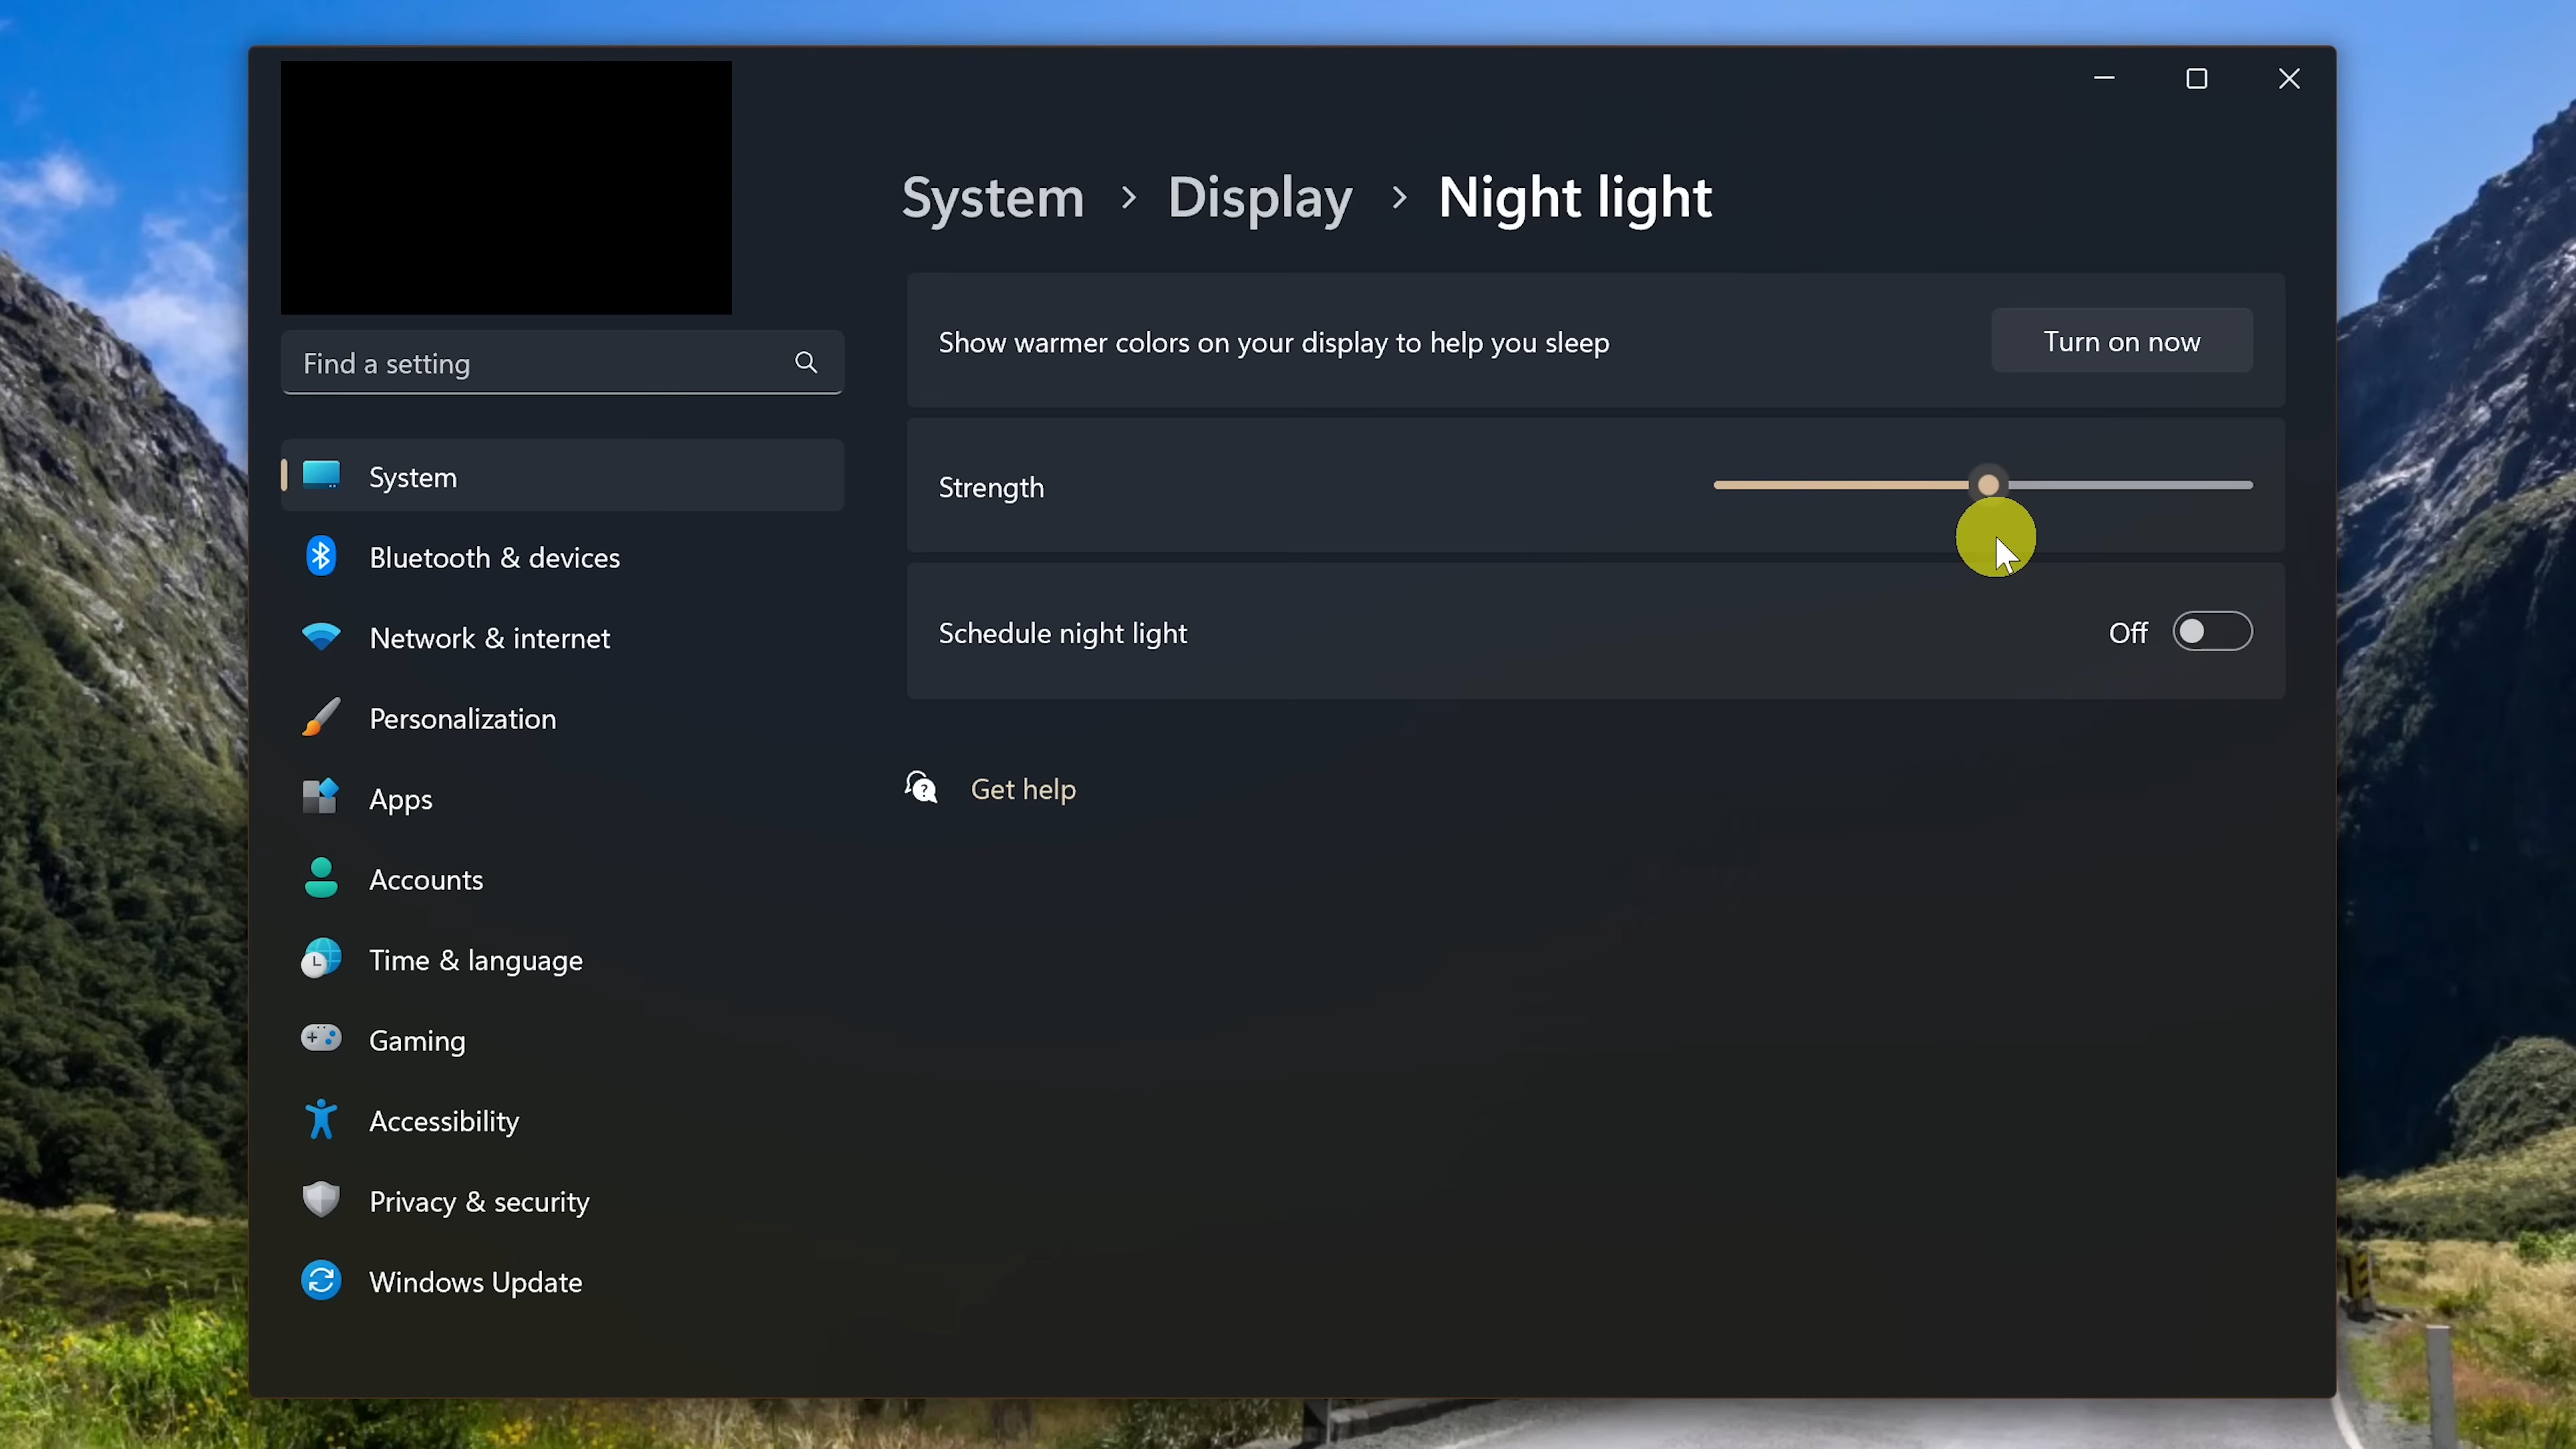 System > Display > Night light
Find a setting
Show warmer colors on your display to help you sleep
Turn on now
System
Strength
Bluetooth & devices
Schedule night light
Off
Network & internet
Personalization
Get help
Apps
Accounts
Time & language
Gaming
Accessibility
Privacy & security
Windows Update